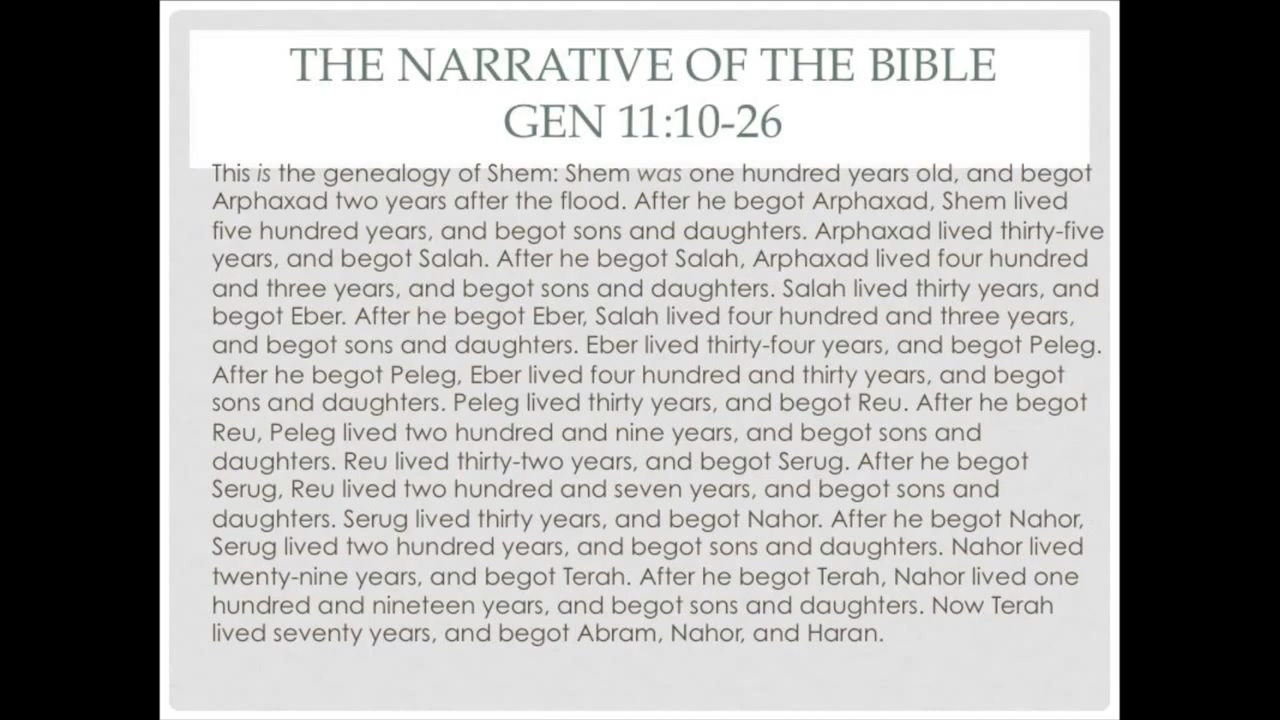 THE NARRATIVE OF THE BIBLE
GEN 11:10-26
This is the genealogy of Shem: Shem was one hundred years old, and begot
Arphaxad two years after the flood. After he begot Arphaxad, Shem lived
five hundred years, and begot sons and daughters. Arphaxad lived thirty-five
years, and begot Salah. After he begot Salah, Arphaxad lived four hundred
and three years, and begot sons and daughters. Salah lived thirty years, and
begot Eber. After he begot Eber, Salah lived four hundred and three years,
and begot sons and daughters. Eber lived thirty-four years, and begot Peleg.
After he begot Peleg, Eber lived four hundred and thirty years, and begot
sons and daughters. Peleg lived thirty years, and begot Reu. After he begot
Reu, Peleg lived two hundred and nine years, and begot sons and
daughters. Reu lived thirty-two years, and begot Serug. After he begot
Serug, Reu lived two hundred and seven years, and begot sons and
daughters. Serug lived thirty years, and begot Nahor. After he begot Nahor,
Serug lived two hundred years, and begot sons and daughters. Nahor lived
twenty-nine years, and begot Terah. After he begot Terah, Nahor lived one
hundred and nineteen years, and begot sons and daughters. Now Terah
lived seventy years, and begot Abram, Nahor, and Haran.